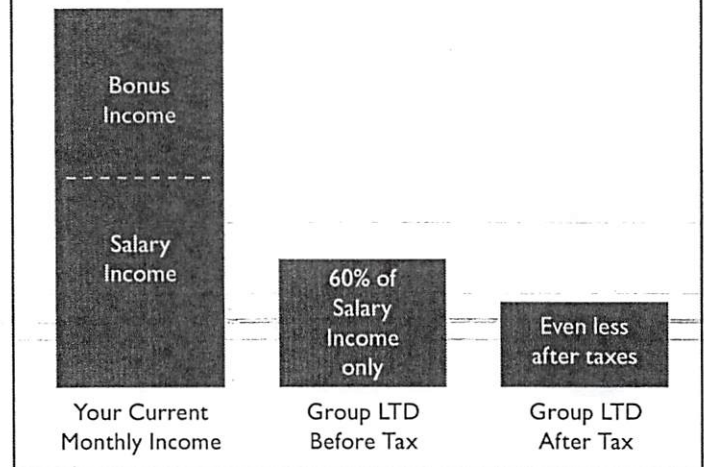 Bonus
Income
Salary
Income
60% of
Salary
Income
only
Even less
after taxes
Your Current
Monthly Income
Group LTD
Before Tax
Group LTD
After Tax